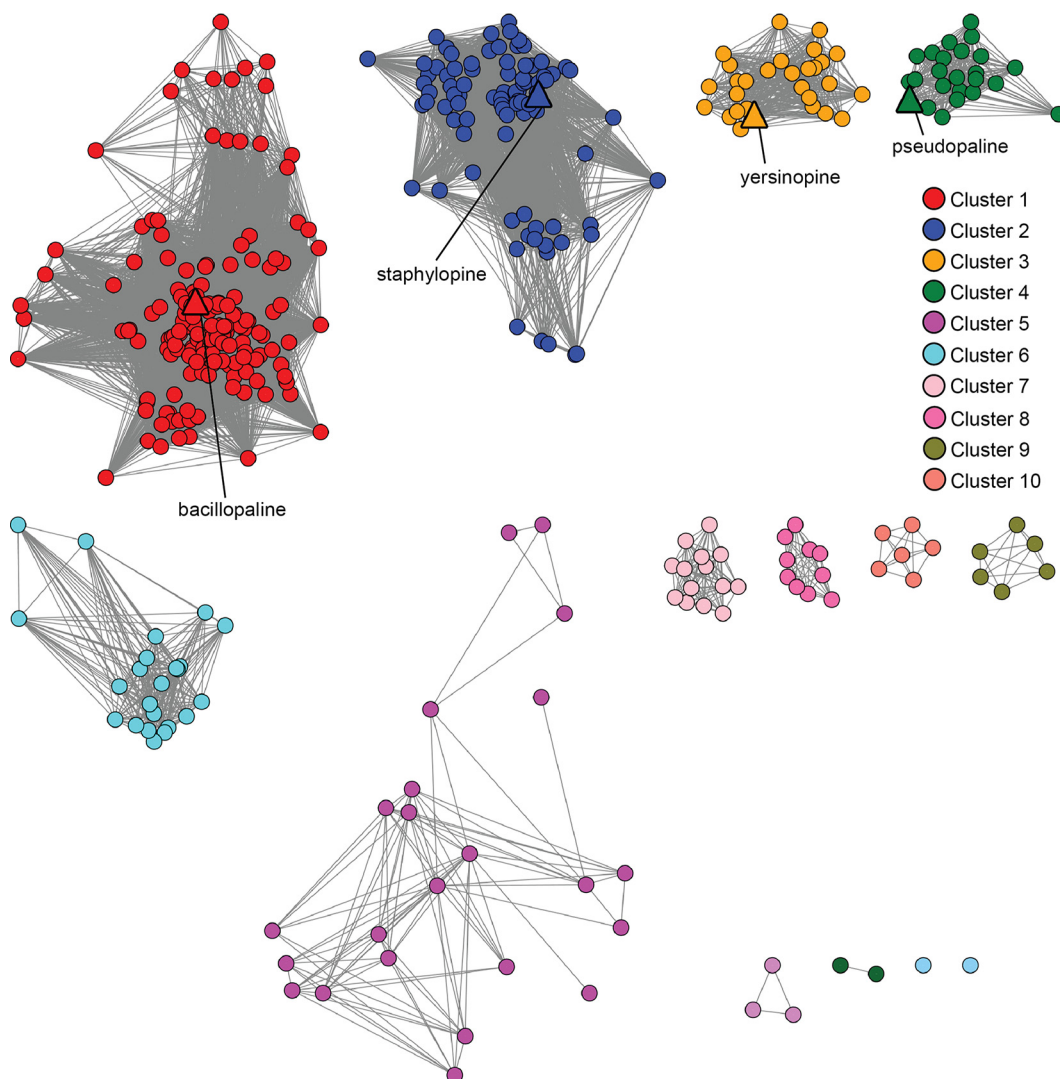 pseudopaline
yersinopine
staphylopine
bacillopaline
Cluster 1
Cluster 2
Cluster 3
Cluster 4
Cluster 5
Cluster 6
Cluster 7
Cluster 8
Cluster 9
Cluster 10